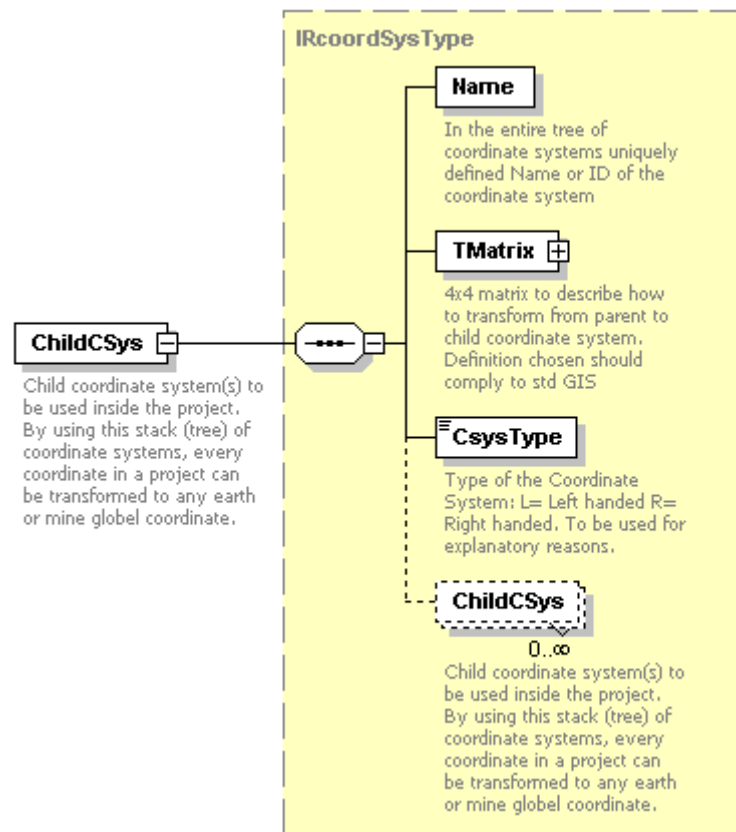 IRcoordSysType
Name
In the entire tree of
coordinate systems uniquely
defined Name or ID of the
coordinate system
TMatrix
4x4 matrix to describe how
to transform from parent to
child coordinate system.
Definition chosen should
comply to std GIS
ChildCSys
Child coordinate system(s) to
be used inside the project.
By using this stack (tree) of
coordinate systems, every
coordinate in a project can
be transformed to any earth
or mine globel coordinate.
CsysType
Type of the Coordinate
System: L= Left handed R=
Right handed. To be used for
explanatory reasons.
ChildCSys
0..∞
Child coordinate system(s) to
be used inside the project.
By using this stack (tree) of
coordinate systems, every
coordinate in a project can
be transformed to any earth
or mine globel coordinate.